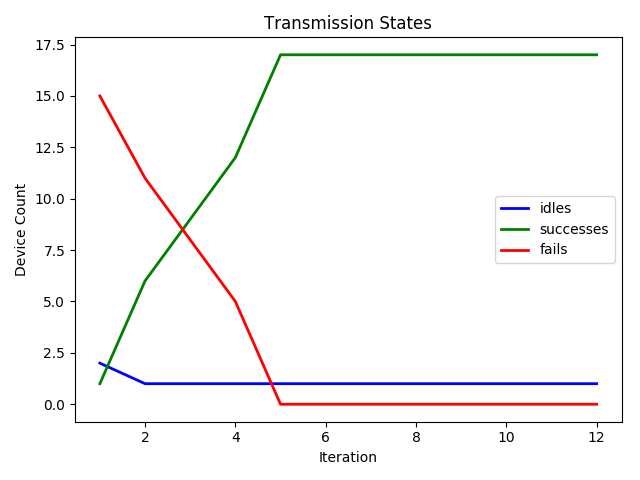 Transmission States
17.5
15.0
12.5
10.0
7.5
5.0
2.5
0.0
Device Count
idles
successes
fails
2 4 6 8 10 12
Iteration